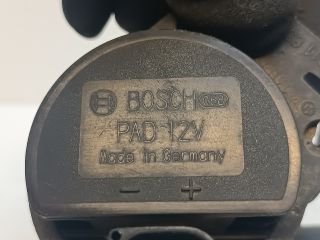 BOSCH
PAD 12V
Made in Germany
− +